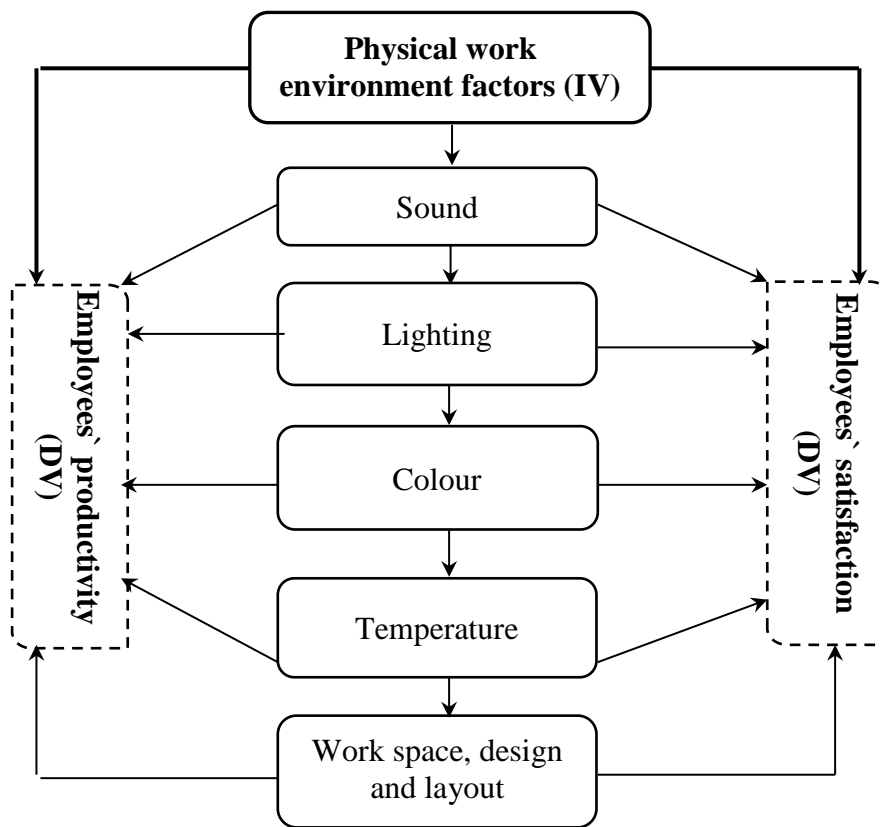 Physical work
environment factors (IV)
Sound
Lighting
Colour
Temperature
Work space, design
and layout
Employees` productivity
(DV)
Employees` satisfaction
(DV)